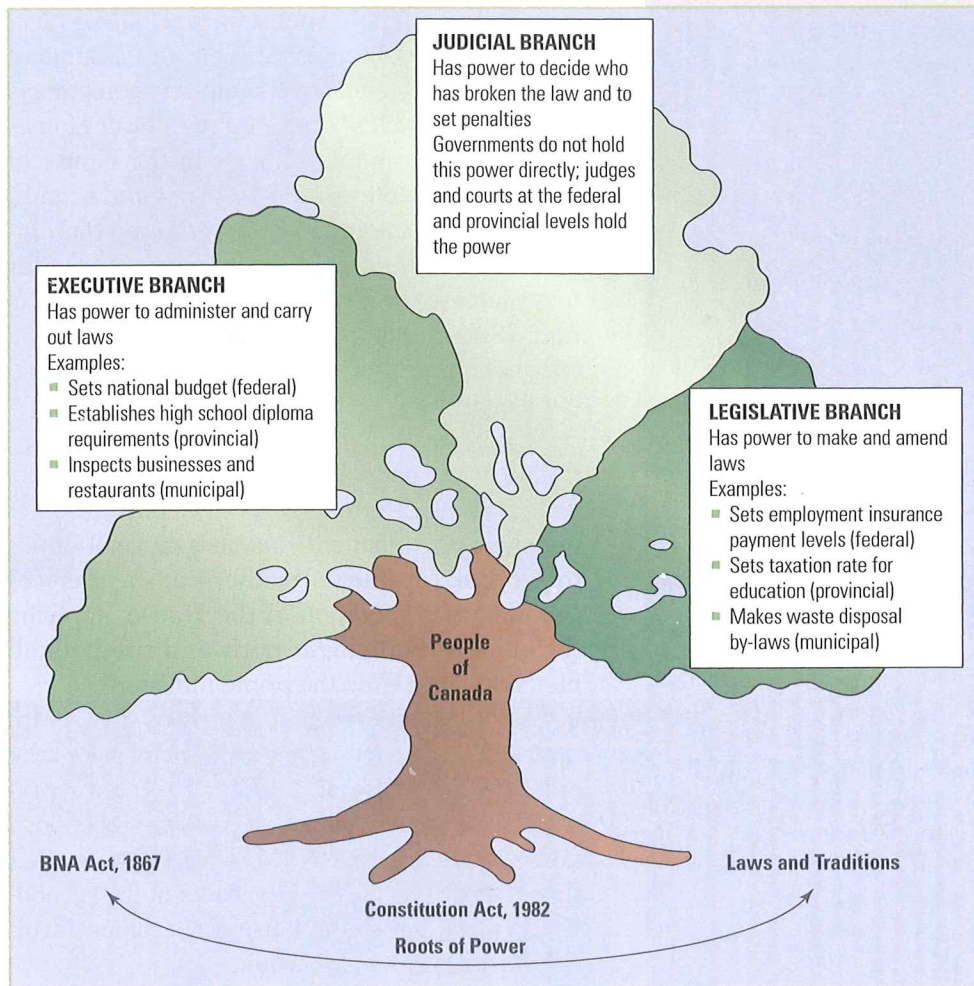 JUDICIAL BRANCH
Has power to decide who
has broken the law and to
set penalties
Governments do not hold
this power directly; judges
and courts at the federal
and provincial levels hold
the power
EXECUTIVE BRANCH
Has power to administer and carry
out laws
Examples:
Sets national budget (federal)
Establishes high school diploma
requirements (provincial)
Inspects businesses and
restaurants (municipal)
LEGISLATIVE BRANCH
Has power to make and amend
laws
Examples:
Sets employment insurance
payment levels (federal)
Sets taxation rate for
education (provincial)
Makes waste disposal
by-laws (municipal)
People
of
Canada
BNA Act, 1867
Laws and Traditions
Constitution Act, 1982
Roots of Power